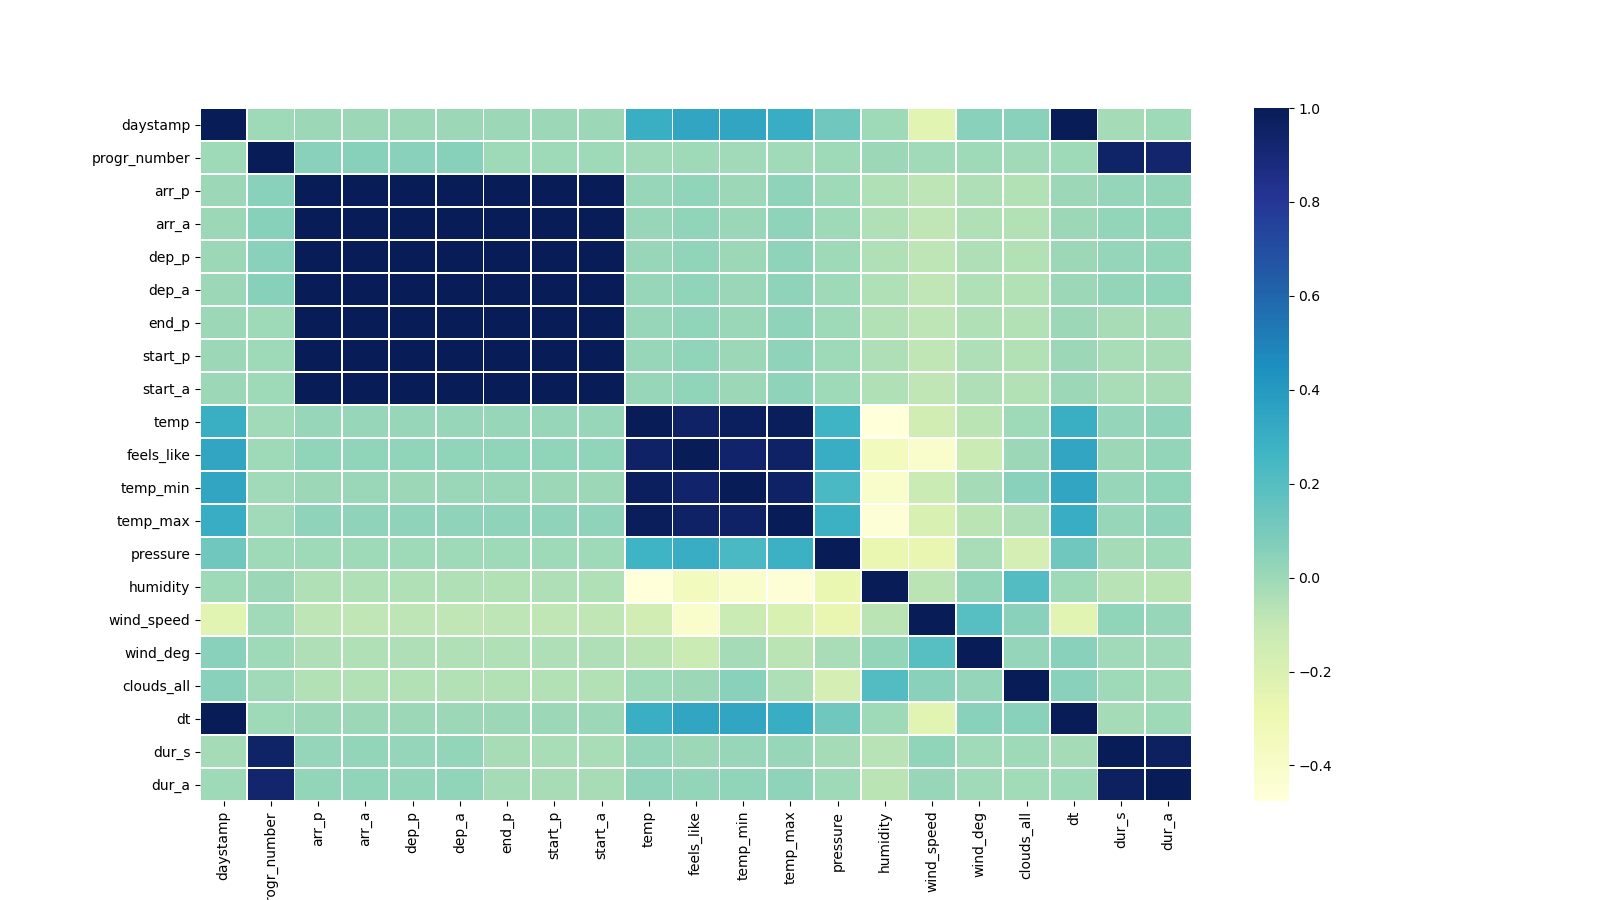 daystamp
progr_number
arr_p
arr_a
dep_p
dep_a
end_p
start_p
start_a
temp
feels_like
temp_min
temp_max
pressure
humidity
wind_speed
wind_deg
clouds_all
dt
dur_s
dur_a
daystamp
rogr_number
arr_p
arr_a
dep_p
dep_a
end_p
start_p
start_a
temp
feels_like
temp_min
temp_max
pressure
humidity
wind_speed
wind_deg
clouds_all
dt
dur_s
dur_a
1.0
0.8
0.6
0.4
0.2
0.0
−0.2
−0.4